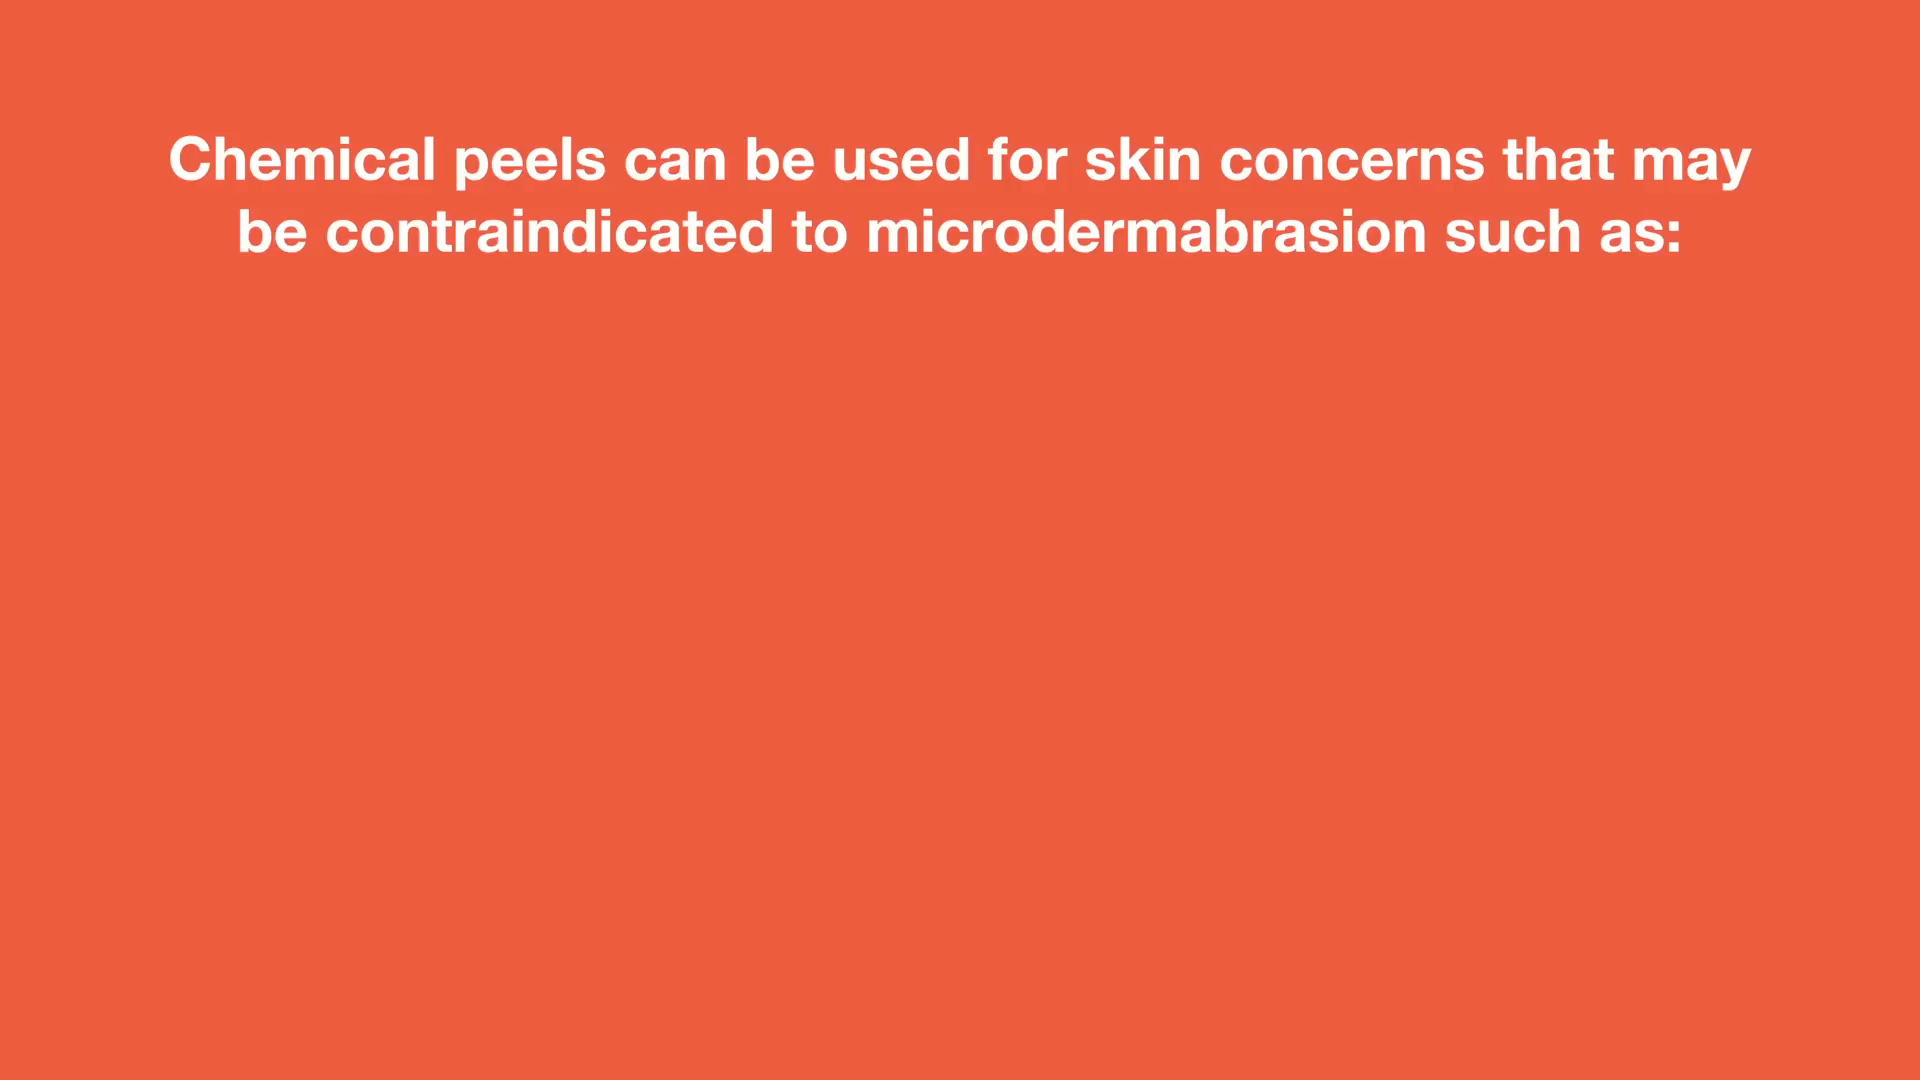 Chemical peels can be used for skin concerns that may
be contraindicated to microdermabrasion such as: